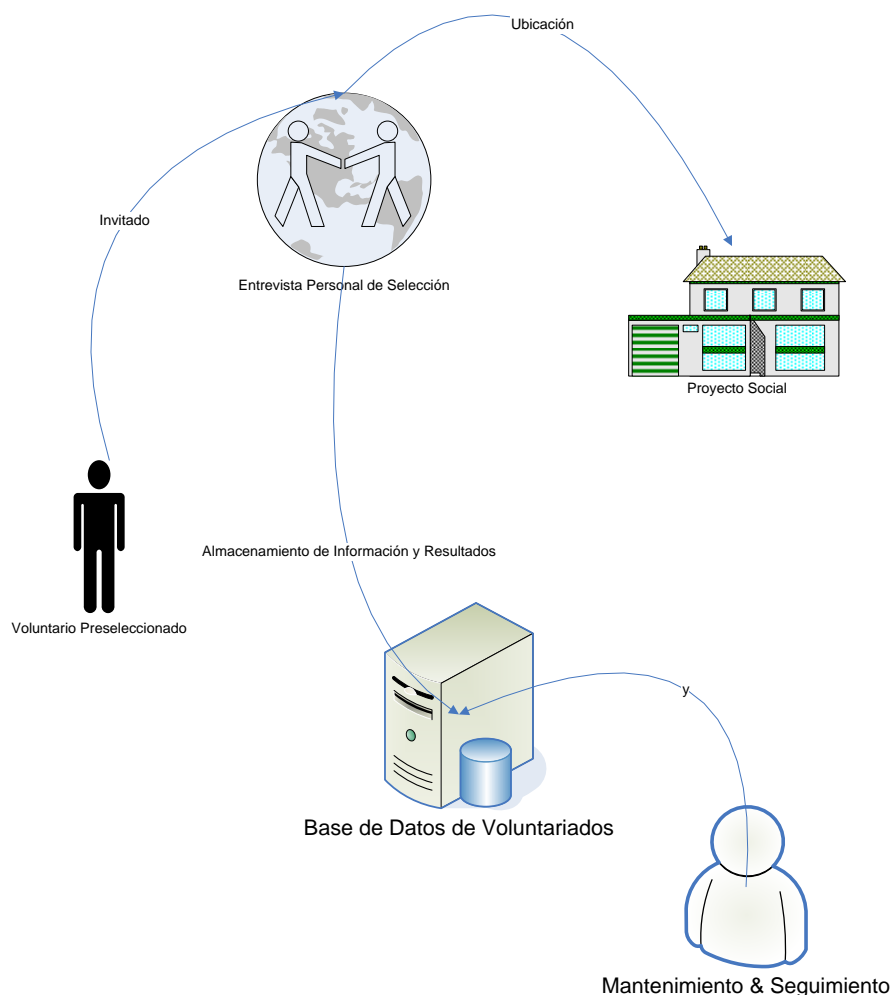 Ubicación
Invitado
Entrevista Personal de Selección
Proyecto Social
Almacenamiento de Información y Resultados
Voluntario Preseleccionado
y
Base de Datos de Voluntariados
Mantenimiento & Seguimiento